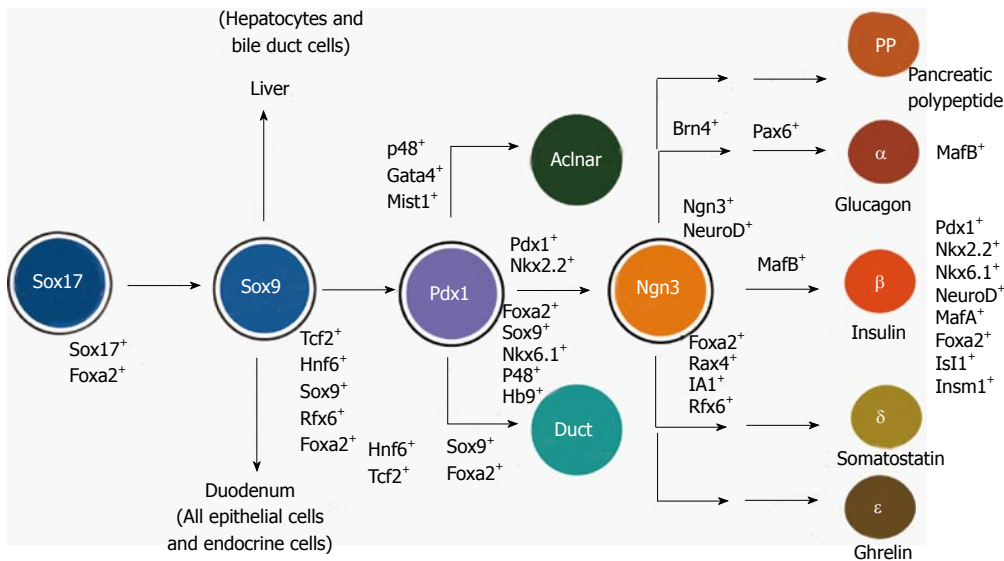 (Hepatocytes and
bile duct cells)
Liver
Sox17
Sox17+
Foxa2+
Sox9
Tcf2+
Hnf6+
Sox9+
Rfx6+
Foxa2+
Duodenum
(All epithelial cells
and endocrine cells)
Hnf6+
Tcf2+
p48+
Gata4+
Mist1+
Aclnar
Pdx1
Pdx1+
Nkx2.2+
Foxa2+
Sox9+
Nkx6.1+
P48+
Hb9+
Sox9+
Foxa2+
Duct
Ngn3
Ngn3+
NeuroD+
Foxa2+
Rax4+
IA1+
Rfx6+
Brn4+
Pax6+
MafB+
PP
Pancreatic
polypeptide
α
MafB+
Glucagon
β
Insulin
Pdx1+
Nkx2.2+
Nkx6.1+
NeuroD+
MafA+
Foxa2+
IsI1+
Insm1+
δ
Somatostatin
ε
Ghrelin